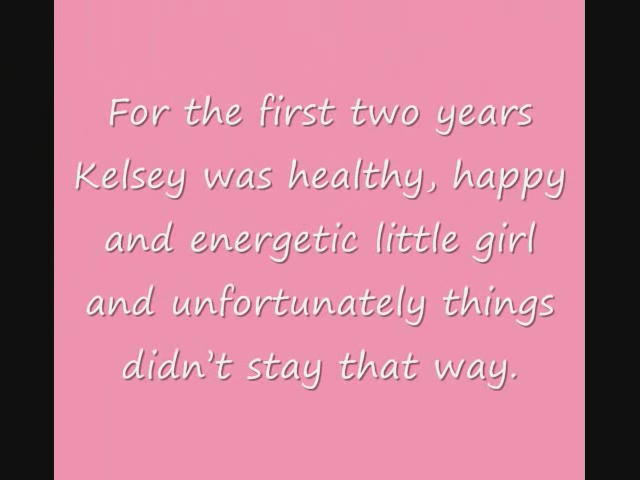 For the first two years
Kelsey was healthy, happy
and energetic little girl
and unfortunately things
didn't stay that way.